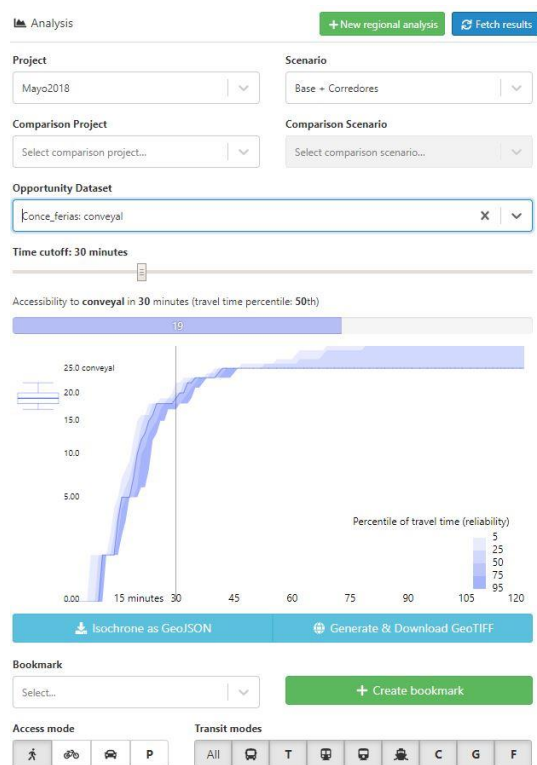 Analysis
New regional analysis
Fetch results
Project
Scenario
Mayo2018
Base + Corredores
Comparison Project
Comparison Scenario
Select comparison project...
Select comparison scenario...
Opportunity Dataset
Conce_ferias: conveyal
Time cutoff: 30 minutes
Accessibility to conveyal in 30 minutes (travel time percentile: 50th)
19
25.0 conveyal
20.0
15.0
10.0
5.00
0.00
Percentile of travel time (reliability)
5
25
50
75
95
15 minutes 30 45 60 75 90 105 120
Isochrone as GeoJSON
Generate & Download GeoTIFF
Bookmark
Select...
Create bookmark
Access mode
Transit modes
P
All T C G F